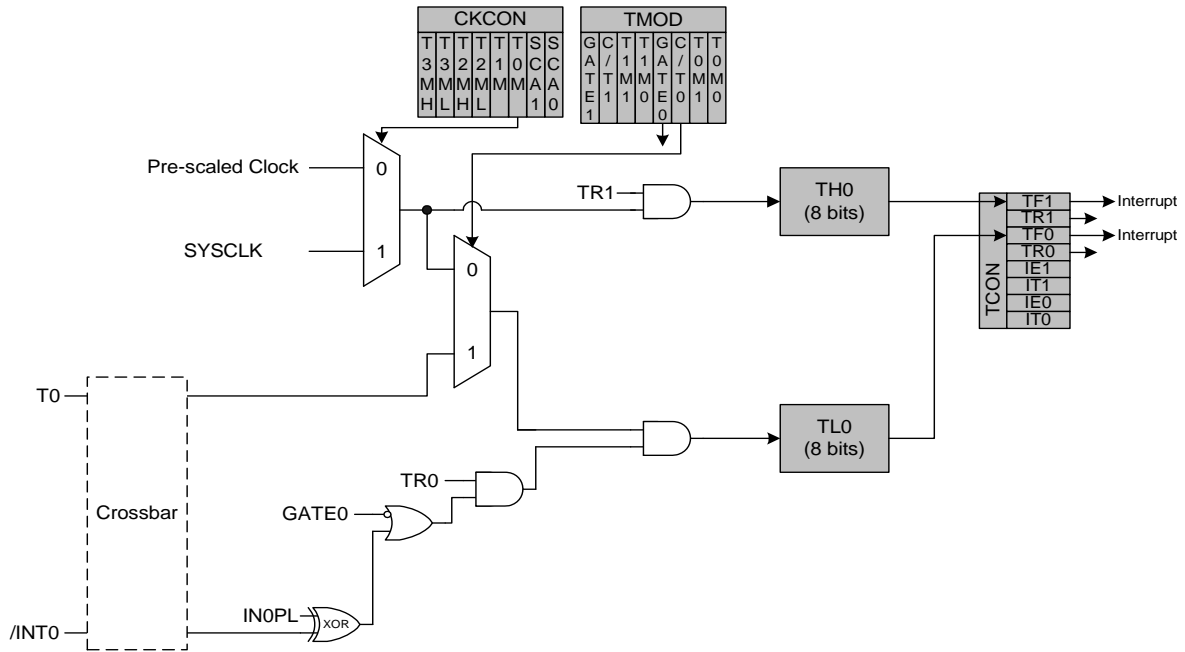 CKCON
T3MH
T3ML
T2MH
T2ML
T1M
T0M
SCA1
SCA0
TMOD
GATE1
C/T1
T1M1
T1M0
GATE0
C/T0
T0M1
T0M0
Pre-scaled Clock
0
SYSCLK
1
TR1
TH0
(8 bits)
TCON
TF1
TR1
TF0
TR0
IE1
IT1
IE0
IT0
Interrupt
Interrupt
0
1
T0
Crossbar
/INT0
TL0
(8 bits)
TR0
GATE0
IN0PL
XOR